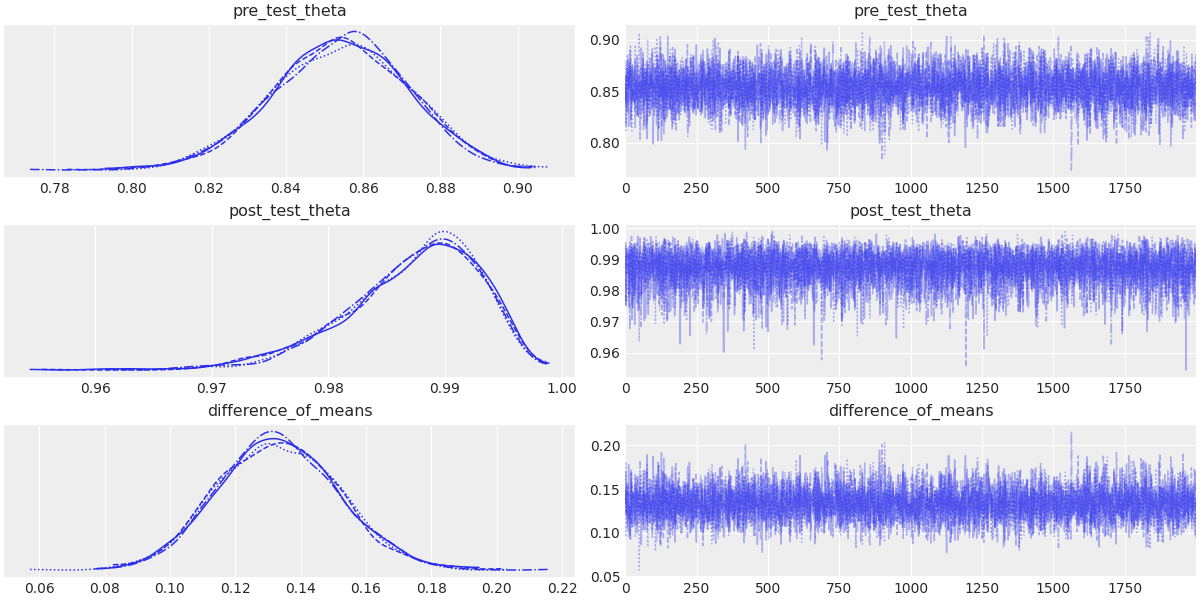 pre_test_theta
pre_test_theta
0.78 0.80 0.82 0.84 0.86 0.88 0.90
0.90
0.85
0.80
0 250 500 750 1000 1250 1500 1750
post_test_theta
post_test_theta
0.96 0.97 0.98 0.99 1.00
1.00
0.99
0.98
0.97
0.96
0 250 500 750 1000 1250 1500 1750
difference_of_means
difference_of_means
0.06 0.08 0.10 0.12 0.14 0.16 0.18 0.20 0.22
0.20
0.15
0.10
0.05
0 250 500 750 1000 1250 1500 1750